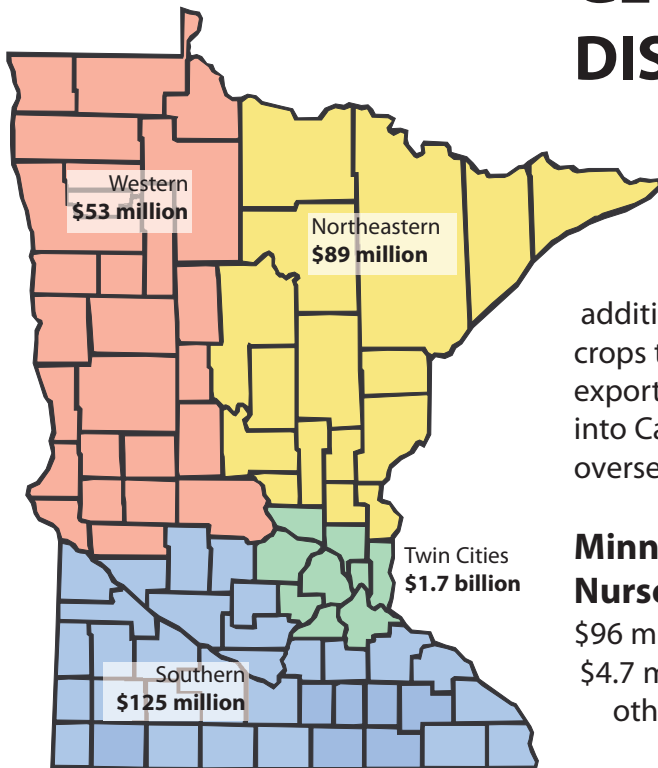 DIS
Western
$53 million
Northeastern
$89 million
additi
crops t
export
into Ca
overse
Twin Cities
$1.7 billion
Minn
Nurse
$96 m
$4.7 m
oth
Southern
$125 million